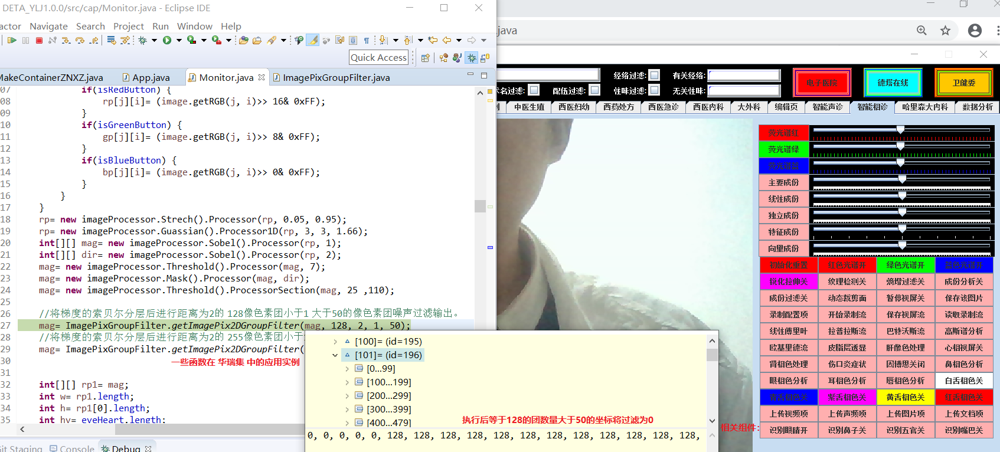 DETA_YLJ1.0.0/src/cap/Monitor.java - Eclipse IDE
actor Navigate Search Project Run Window Help
Quick Access
MakeContainerZNXZ.java App.java Monitor.java ImagePixGroupFilter.java
07 if(isRedButton) {
08 rp[j][i]= (image.getRGB(j, i)>> 16& 0xFF);
09 }
10 if(isGreenButton) {
11 gp[j][i]= (image.getRGB(j, i)>> 8& 0xFF);
12 }
13 if(isBlueButton) {
14 bp[j][i]= (image.getRGB(j, i)>> 0& 0xFF);
15 }
16 }
17 }
18 rp= new imageProcessor.Strech().Processor(rp, 0.05, 0.95);
19 rp= new imageProcessor.Guassian().Processor1D(rp, 3, 3, 1.66);
20 int[][] mag= new imageProcessor.Sobel().Processor(rp, 1);
21 int[][] dir= new imageProcessor.Sobel().Processor(rp, 2);
22 mag= new imageProcessor.Threshold().Processor(mag, 7);
23 mag= new imageProcessor.Mask().Processor(mag, dir);
24 mag= new imageProcessor.Threshold().ProcessorSection(mag, 25 ,110);
25
26 //将梯度的索贝尔分层后进行距离为2的 128像色素团小于1 大于50的像色素团噪声过滤输出。
27 mag= ImagePixGroupFilter.getImagePix2DGroupFilter(mag, 128, 2, 1, 50);
28 //将梯度的索贝尔分层后进行距离为2的 255像色素团小于
29 mag= ImagePixGroupFilter.getImagePix2DGroupFilter(
30 一些函数在 华瑞集 中的应用实例
31
32 int[][] rp1= mag;
33 int w= rp1.length;
34 int h= rp1[0].length;
35 int hy= eyeHeart.length;
Git Staging Console Debug
[100]= (id=195)
[101]= (id=196)
[0...99]
[100...199]
[200...299]
[300...399]
[400...479]
执行后等于128的团数量大于50的坐标将过滤为0
0, 0, 0, 0, 0, 128, 128, 128, 128, 128, 128, 128, 128, 128, 128, 128, 128,
.java
经络过滤: 有关经络: 电子医院 德塔在线 卫健委
术名过滤: 配伍过滤: 性味过滤: 无关性味:
中医生殖 西医妇幼 西药处方 西医急诊 西医内科 大外科 编辑页 智能声诊 智能相诊 哈里森大内科 数据分析
荧光谱红
荧光谱绿
荧光谱蓝
主要成份
线性成份
独立成份
特征成份
向量成份
初始化重置 红色光谱开 绿色光谱开 蓝色光谱开
锐化拉伸关 纹理检测关 熵增过滤关 成份分析关
成份过滤关 动态裁剪面 暂停视屏关 保存该图片
录制配置项 开始录制流 保存视屏流 读取录制流
线性傅里叶 拉普拉斯流 巴特沃斯流 高斯谱分析
欧基里德流 皮脂层透显 肝像色处理 心相视屏关
肾相色处理 伤口炎症状 因博思关闭 鼻相色分析
眼相色分析 耳相色分析 唇相色分析 白舌相色关
青舌相色关 紫舌相色关 黄舌相色关 红舌相色关
上传视频项 上传声频项 上传图片项 上传文档项
相关组件: 识别眼睛开 识别鼻子关 识别五官关 识别嘴巴关